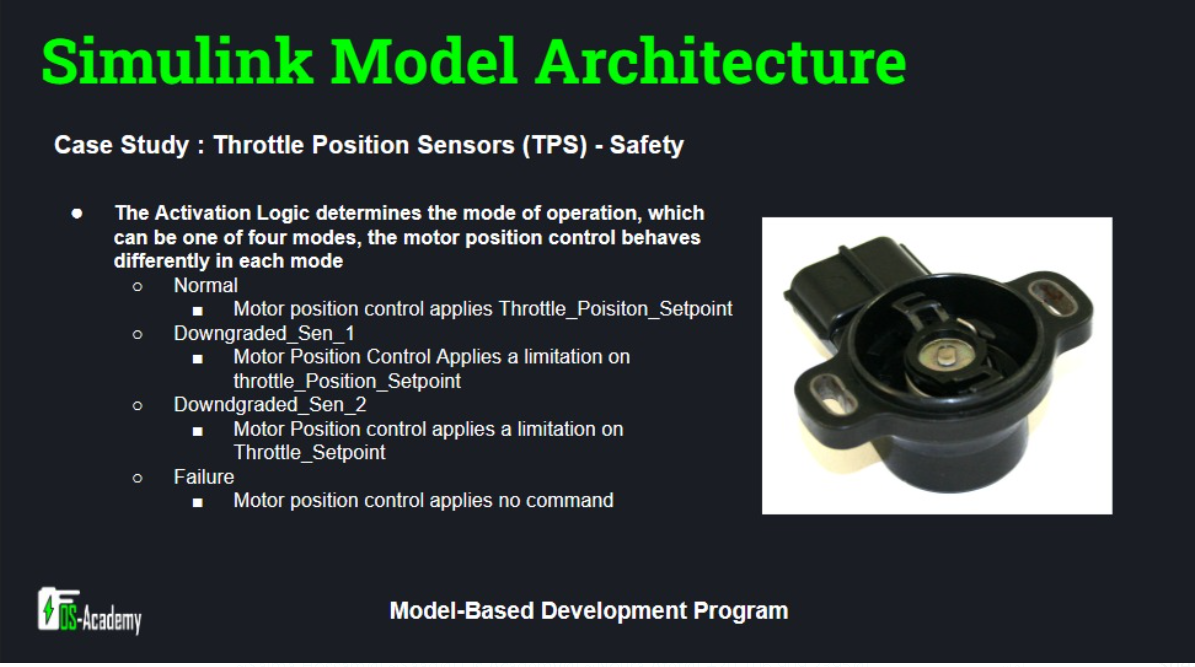 Simulink Model Architecture
Case Study : Throttle Position Sensors (TPS) - Safety
● The Activation Logic determines the mode of operation, which
can be one of four modes, the motor position control behaves
differently in each mode
○ Normal
■ Motor position control applies Throttle_Poisiton_Setpoint
○ Downgraded_Sen_1
■ Motor Position Control Applies a limitation on
throttle_Position_Setpoint
○ Downdgraded_Sen_2
■ Motor Position control applies a limitation on
Throttle_Setpoint
○ Failure
■ Motor position control applies no command
OS-Academy
Model-Based Development Program